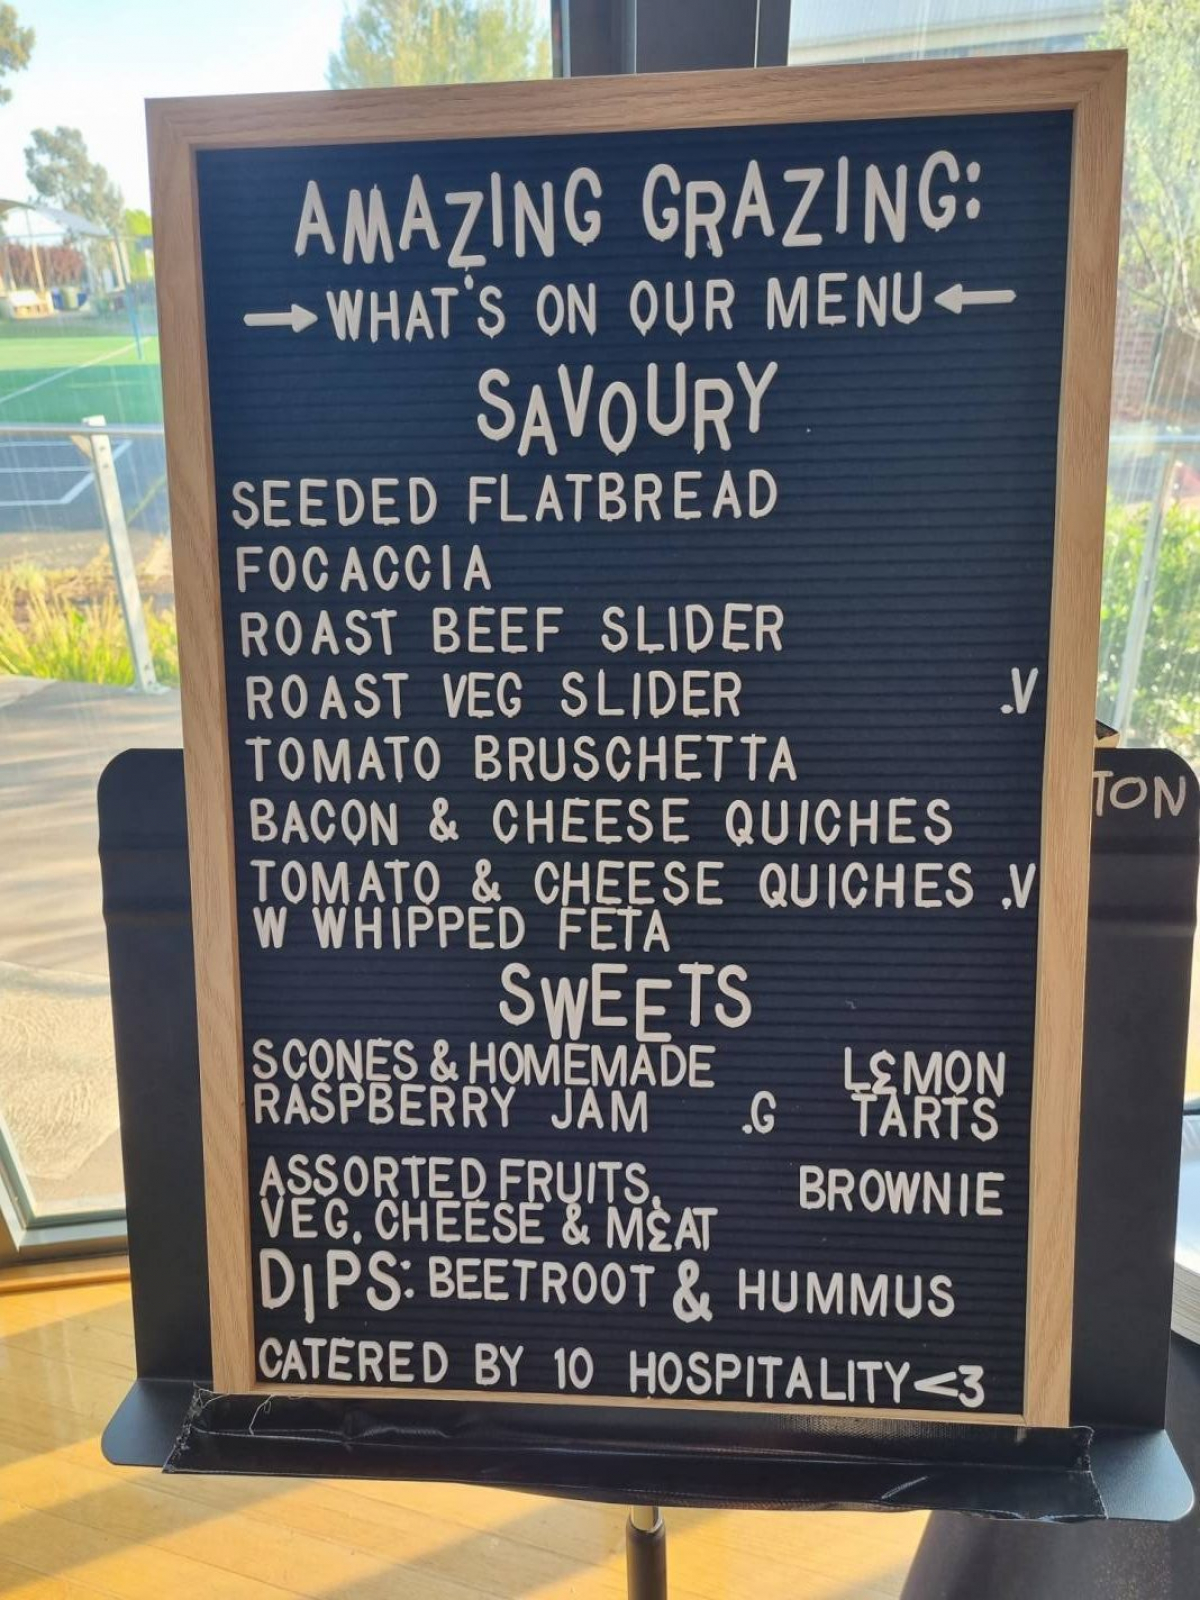 AMAZING GRAZING:
→WHAT'S ON OUR MENU←
SAVOURY
SEEDED FLATBREAD
FOCACCIA
ROAST BEEF SLIDER
ROAST VEG SLIDER .V
TOMATO BRUSCHETTA
BACON & CHEESE QUICHES
TOMATO & CHEESE QUICHES .V
W WHIPPED FETA
SWEETS
SCONES & HOMEMADE
RASPBERRY JAM .G
LEMON
TARTS
ASSORTED FRUITS,
VEG, CHEESE & MEAT
BROWNIE
DIPS: BEETROOT & HUMMUS
CATERED BY 10 HOSPITALITY<3
TON